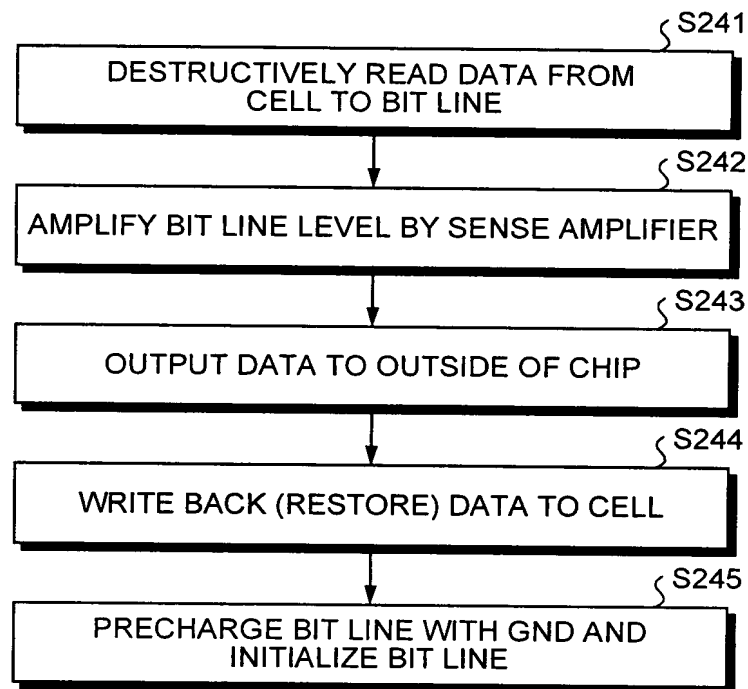 S241
DESTRUCTIVELY READ DATA FROM
CELL TO BIT LINE
S242
AMPLIFY BIT LINE LEVEL BY SENSE AMPLIFIER
S243
OUTPUT DATA TO OUTSIDE OF CHIP
S244
WRITE BACK (RESTORE) DATA TO CELL
S245
PRECHARGE BIT LINE WITH GND AND
INITIALIZE BIT LINE